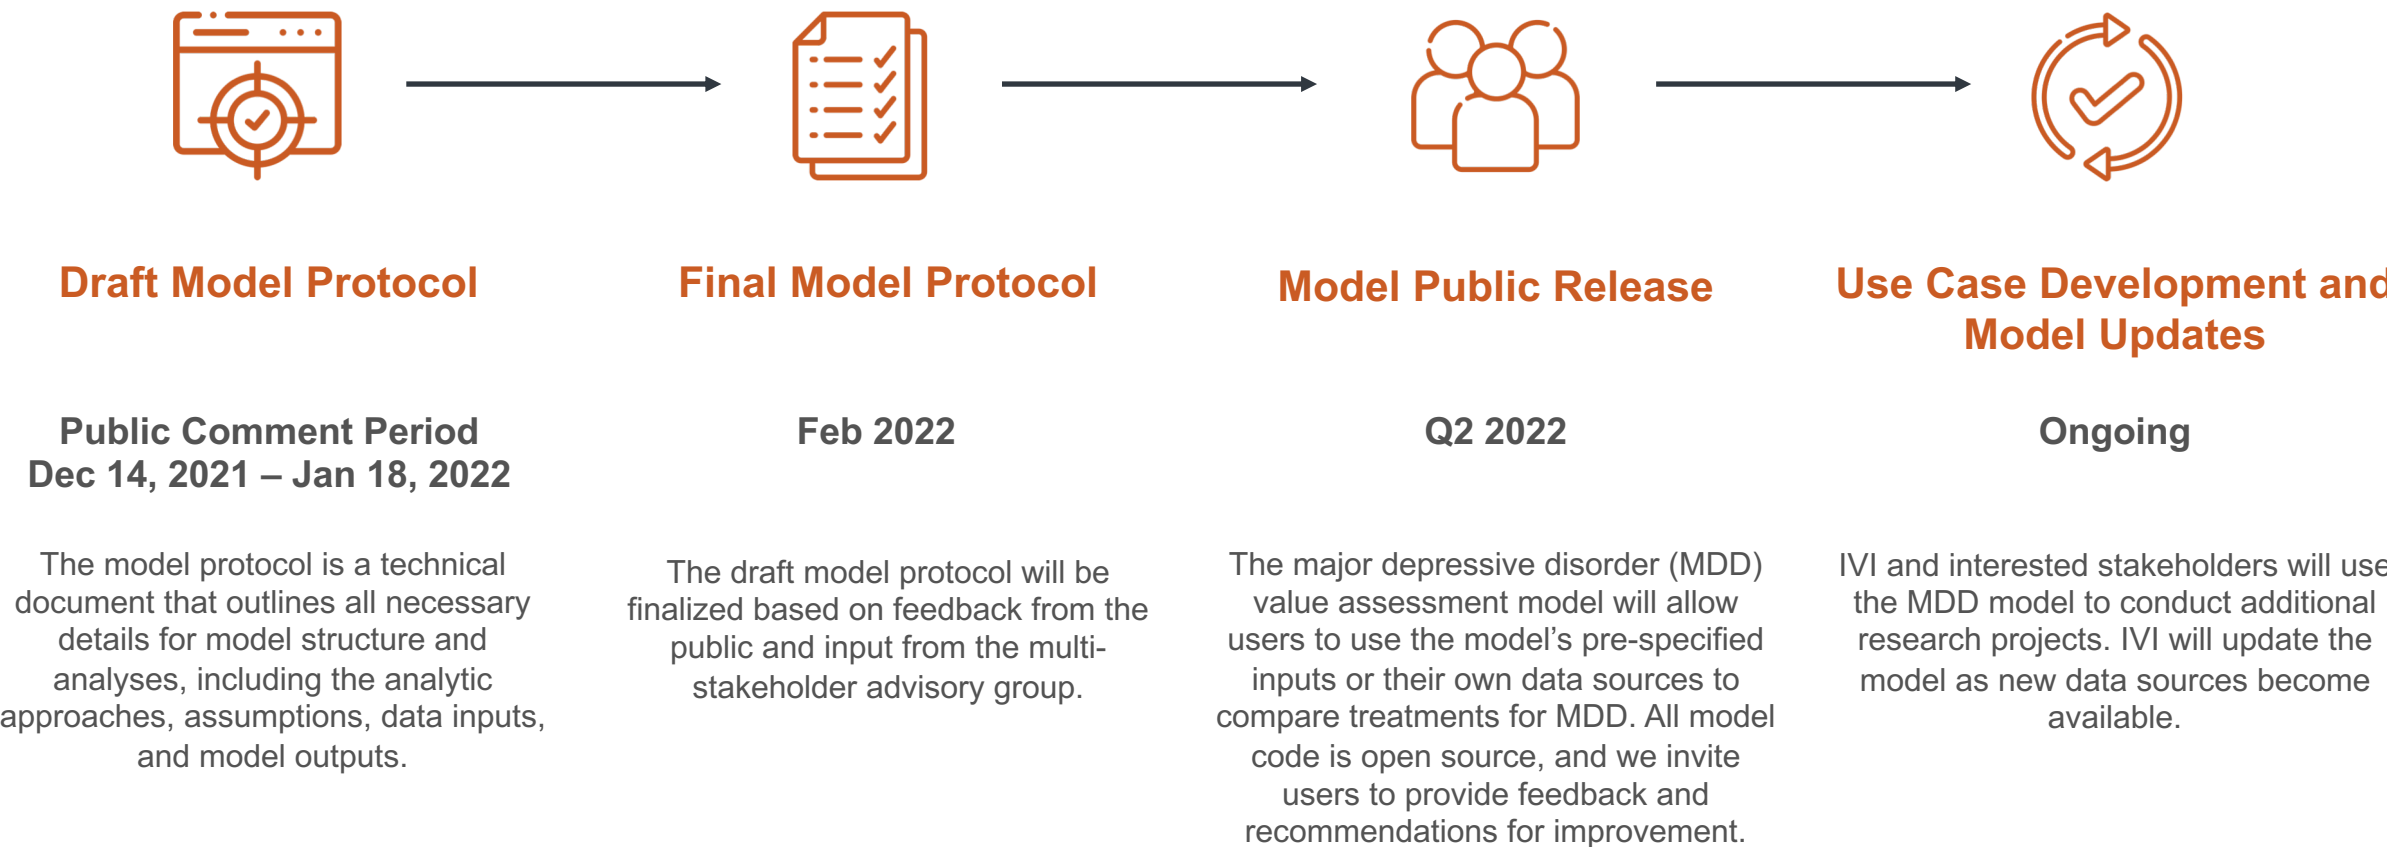 Draft Model Protocol
Public Comment Period
Dec 14, 2021 – Jan 18, 2022
The model protocol is a technical
document that outlines all necessary
details for model structure and
analyses, including the analytic
approaches, assumptions, data inputs,
and model outputs.
Final Model Protocol
Feb 2022
The draft model protocol will be
finalized based on feedback from the
public and input from the multi-
stakeholder advisory group.
Model Public Release
Q2 2022
The major depressive disorder (MDD)
value assessment model will allow
users to use the model’s pre-specified
inputs or their own data sources to
compare treatments for MDD. All model
code is open source, and we invite
users to provide feedback and
recommendations for improvement.
Use Case Development and
Model Updates
Ongoing
IVI and interested stakeholders will use
the MDD model to conduct additional
research projects. IVI will update the
model as new data sources become
available.